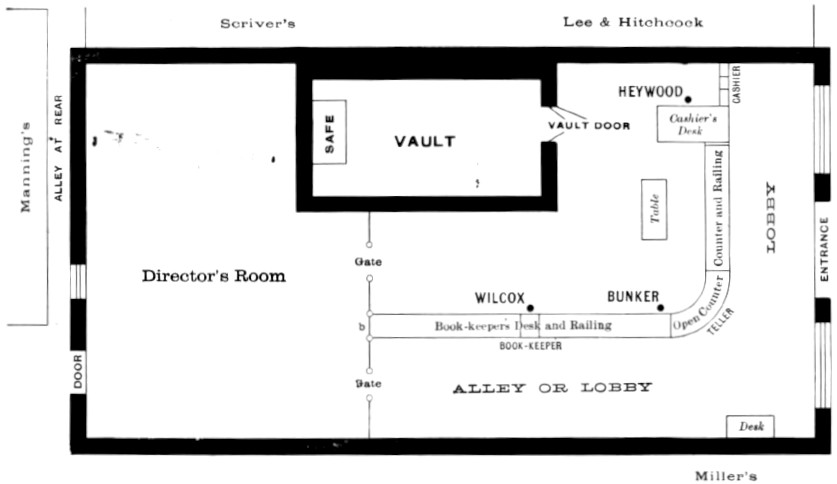 Scriver's
Lee & Hitchcock
Manning's
ALLEY AT REAR
SAFE
VAULT
VAULT DOOR
HEYWOOD
CASHIER
Cashier's
Desk
Table
Counter and Railing
LOBBY
ENTRANCE
Director's Room
Gate
WILCOX
BUNKER
b
Book-keeper's Desk and Railing
Open Counter
TELLER
BOOK-KEEPER
DOOR
Gate
ALLEY OR LOBBY
Desk
Miller's